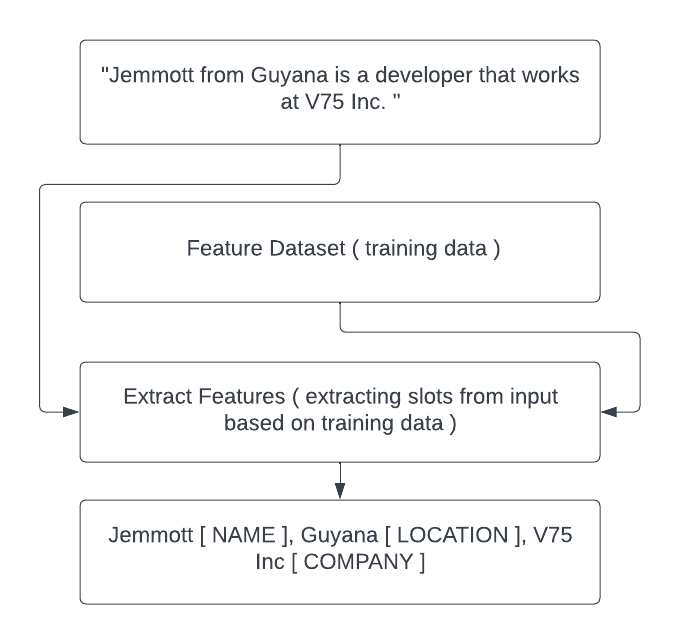 "Jemmott from Guyana is a developer that works
at V75 Inc. "
Feature Dataset ( training data )
Extract Features ( extracting slots from input
based on training data )
Jemmott [ NAME ], Guyana [ LOCATION ], V75
Inc [ COMPANY ]